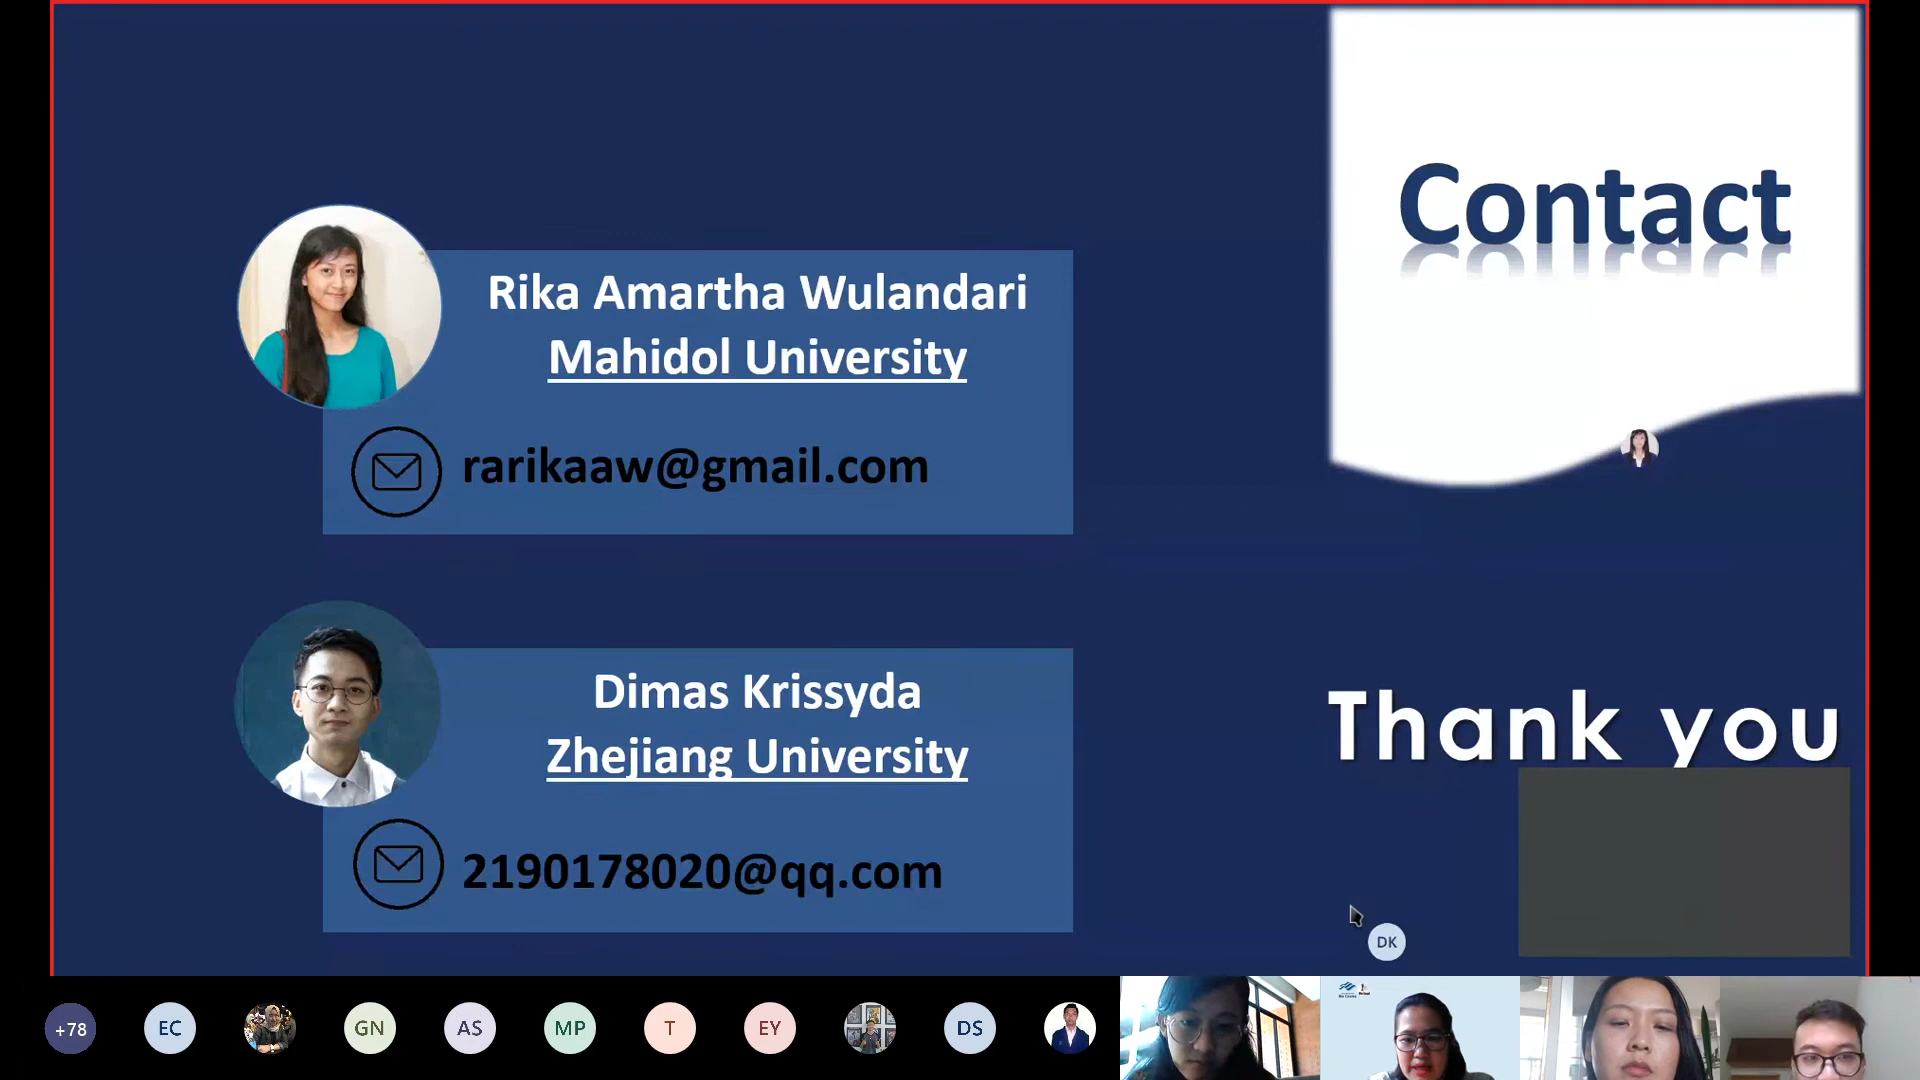 Contact
Rika Amartha Wulandari
Mahidol University
rarikaaw@gmail.com
Dimas Krissyda
Zhejiang University
2190178020@qq.com
Thank you
DK
+78
EC
GN
AS
MP
T
EY
DS